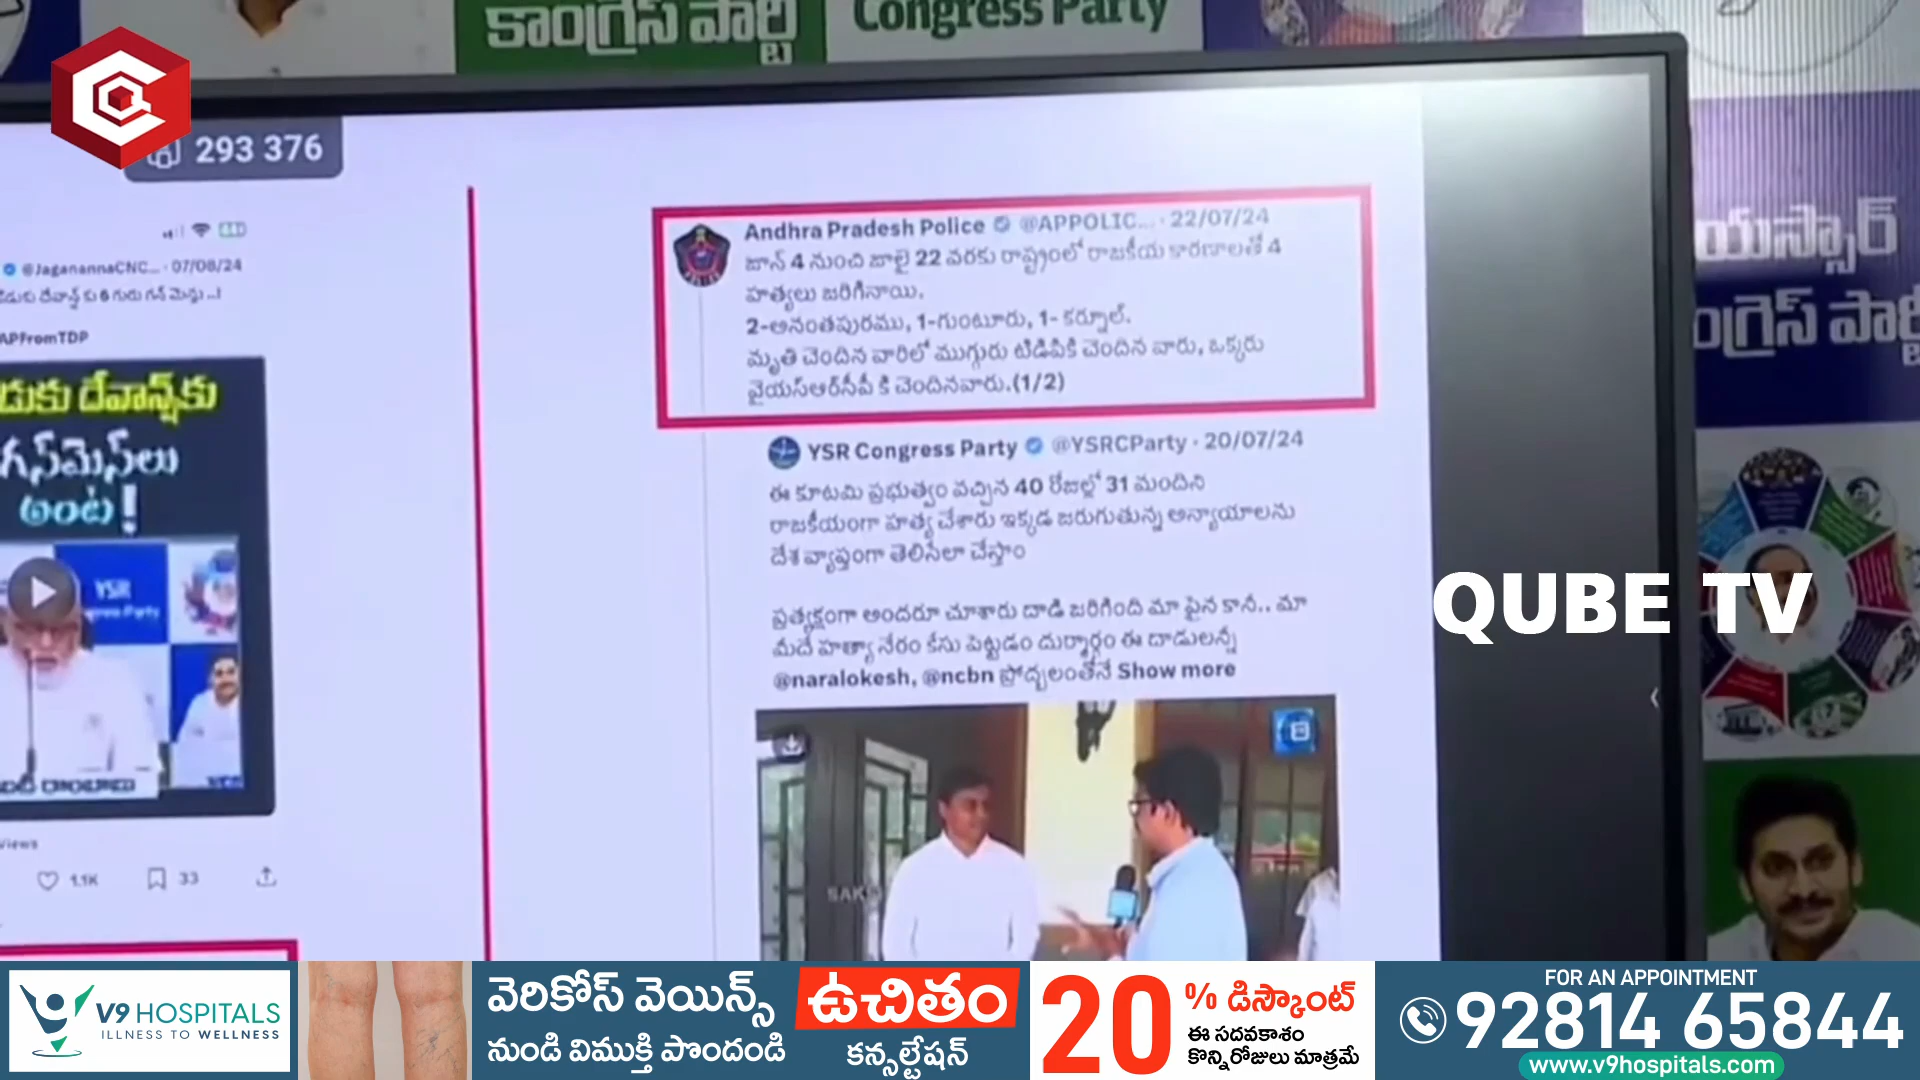 కాంగ్రెస్ పార్టీ
Congress Party
293 376
@JaganannaCNC... · 07/08/24
దేవాన్ష్ కు 6 గురు గన్ మెన్లు ..!
APFromTDP
దేవాన్ష్‌కు
గన్‌మెన్‌లు
అంట!
YSR
1.1K
33
Andhra Pradesh Police @APPOLIC... · 22/07/24
జూన్ 4 నుంచి జూలై 22 వరకు రాష్ట్రంలో రాజకీయ కారణాలతో 4
హత్యలు జరిగినాయి.
2-అనంతపురము, 1-గుంటూరు, 1- కర్నూల్.
మృతి చెందిన వారిలో ముగ్గురు టిడిపికి చెందిన వారు, ఒక్కరు
వైయస్ఆర్‌సీపీ కి చెందినవారు.(1/2)
YSR Congress Party @YSRCParty · 20/07/24
ఈ కూటమి ప్రభుత్వం వచ్చిన 40 రోజుల్లో 31 మందిని
రాజకీయంగా హత్య చేశారు ఇక్కడ జరుగుతున్న అన్యాయాలను
దేశ వ్యాప్తంగా తెలిసేలా చేస్తాం
ప్రత్యక్షంగా అందరూ చూశారు దాడి జరిగింది మా పైన కానీ.. మా
మీదే హత్యా నేరం కేసు పెట్టడం దుర్మార్గం ఈ దాడులన్నీ
@naralokesh, @ncbn ప్రోద్బలంతోనే Show more
యస్సార్
QUBE TV
V9 HOSPITALS
ILLNESS TO WELLNESS
వెరికోస్ వెయిన్స్
నుండి విముక్తి పొందండి
ఉచితం
కన్సల్టేషన్
20 % డిస్కౌంట్
ఈ సదవకాశం
కొన్నిరోజులు మాత్రమే
FOR AN APPOINTMENT
92814 65844
www.v9hospitals.com